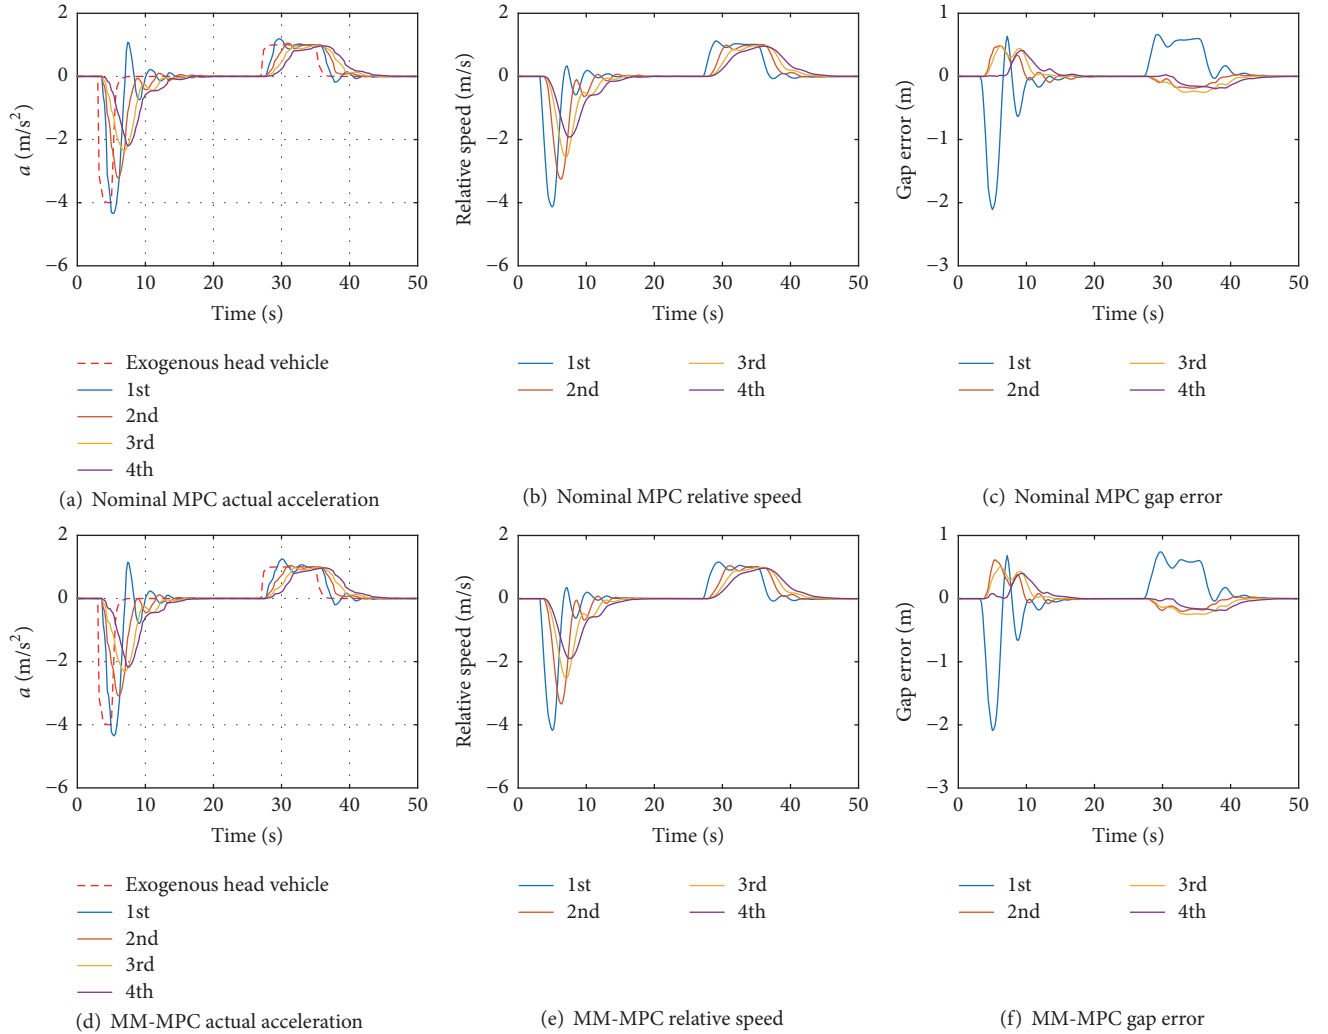 2
0
−2
−4
−6
a (m/s²)
0 10 20 30 40 50
Time (s)
Exogenous head vehicle
1st
2nd
3rd
4th
(a) Nominal MPC actual acceleration
2
0
−2
−4
−6
Relative speed (m/s)
0 10 20 30 40 50
Time (s)
1st 3rd
2nd 4th
(b) Nominal MPC relative speed
1
0
−1
−2
−3
Gap error (m)
0 10 20 30 40 50
Time (s)
1st 3rd
2nd 4th
(c) Nominal MPC gap error
2
0
−2
−4
−6
a (m/s²)
0 10 20 30 40 50
Time (s)
Exogenous head vehicle
1st
2nd
3rd
4th
(d) MM-MPC actual acceleration
2
0
−2
−4
−6
Relative speed (m/s)
0 10 20 30 40 50
Time (s)
1st 3rd
2nd 4th
(e) MM-MPC relative speed
1
0
−1
−2
−3
Gap error (m)
0 10 20 30 40 50
Time (s)
1st 3rd
2nd 4th
(f) MM-MPC gap error